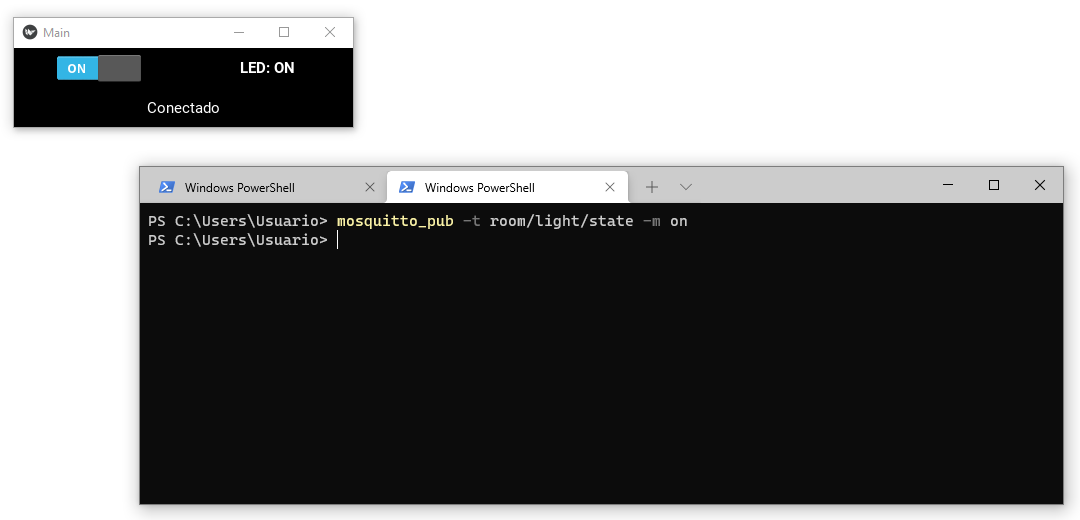 Main
ON LED: ON
Conectado
Windows PowerShell Windows PowerShell
PS C:\Users\Usuario> mosquitto_pub -t room/light/state -m on
PS C:\Users\Usuario>